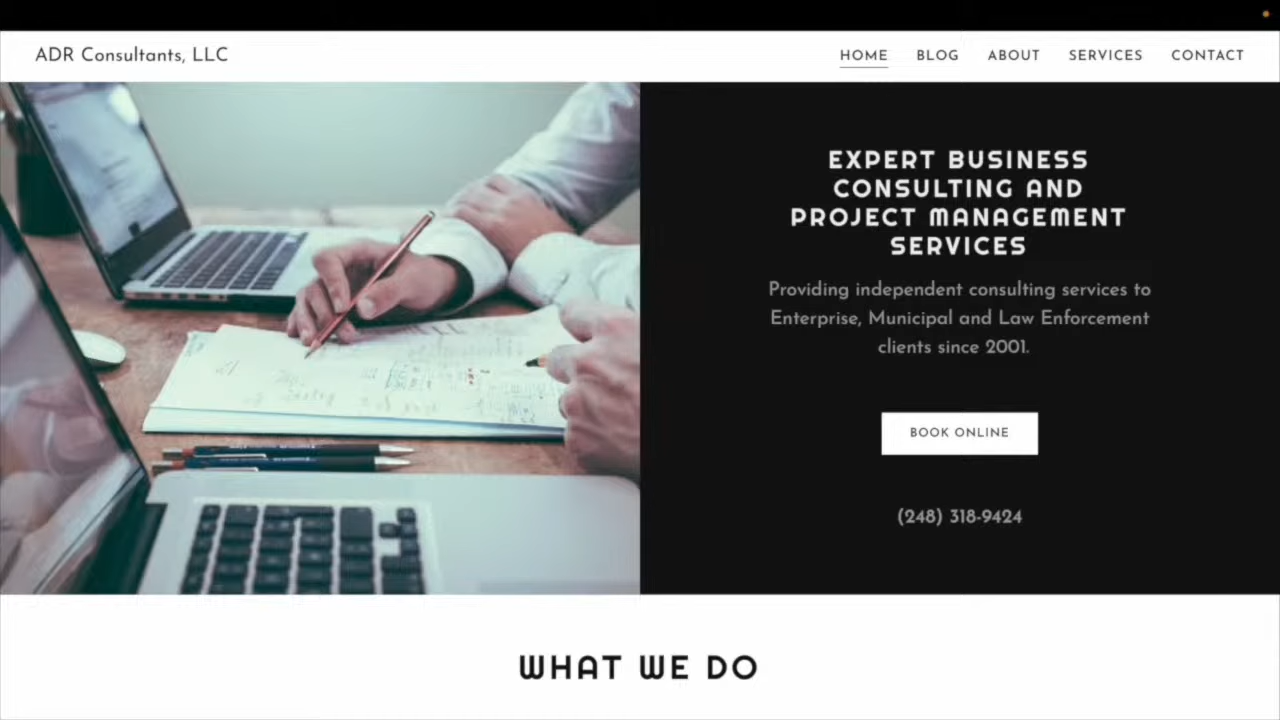 ADR Consultants, LLC
HOME BLOG ABOUT SERVICES CONTACT
EXPERT BUSINESS
CONSULTING AND
PROJECT MANAGEMENT
SERVICES
Providing independent consulting services to
Enterprise, Municipal and Law Enforcement
clients since 2001.
BOOK ONLINE
(248) 318-9424
WHAT WE DO